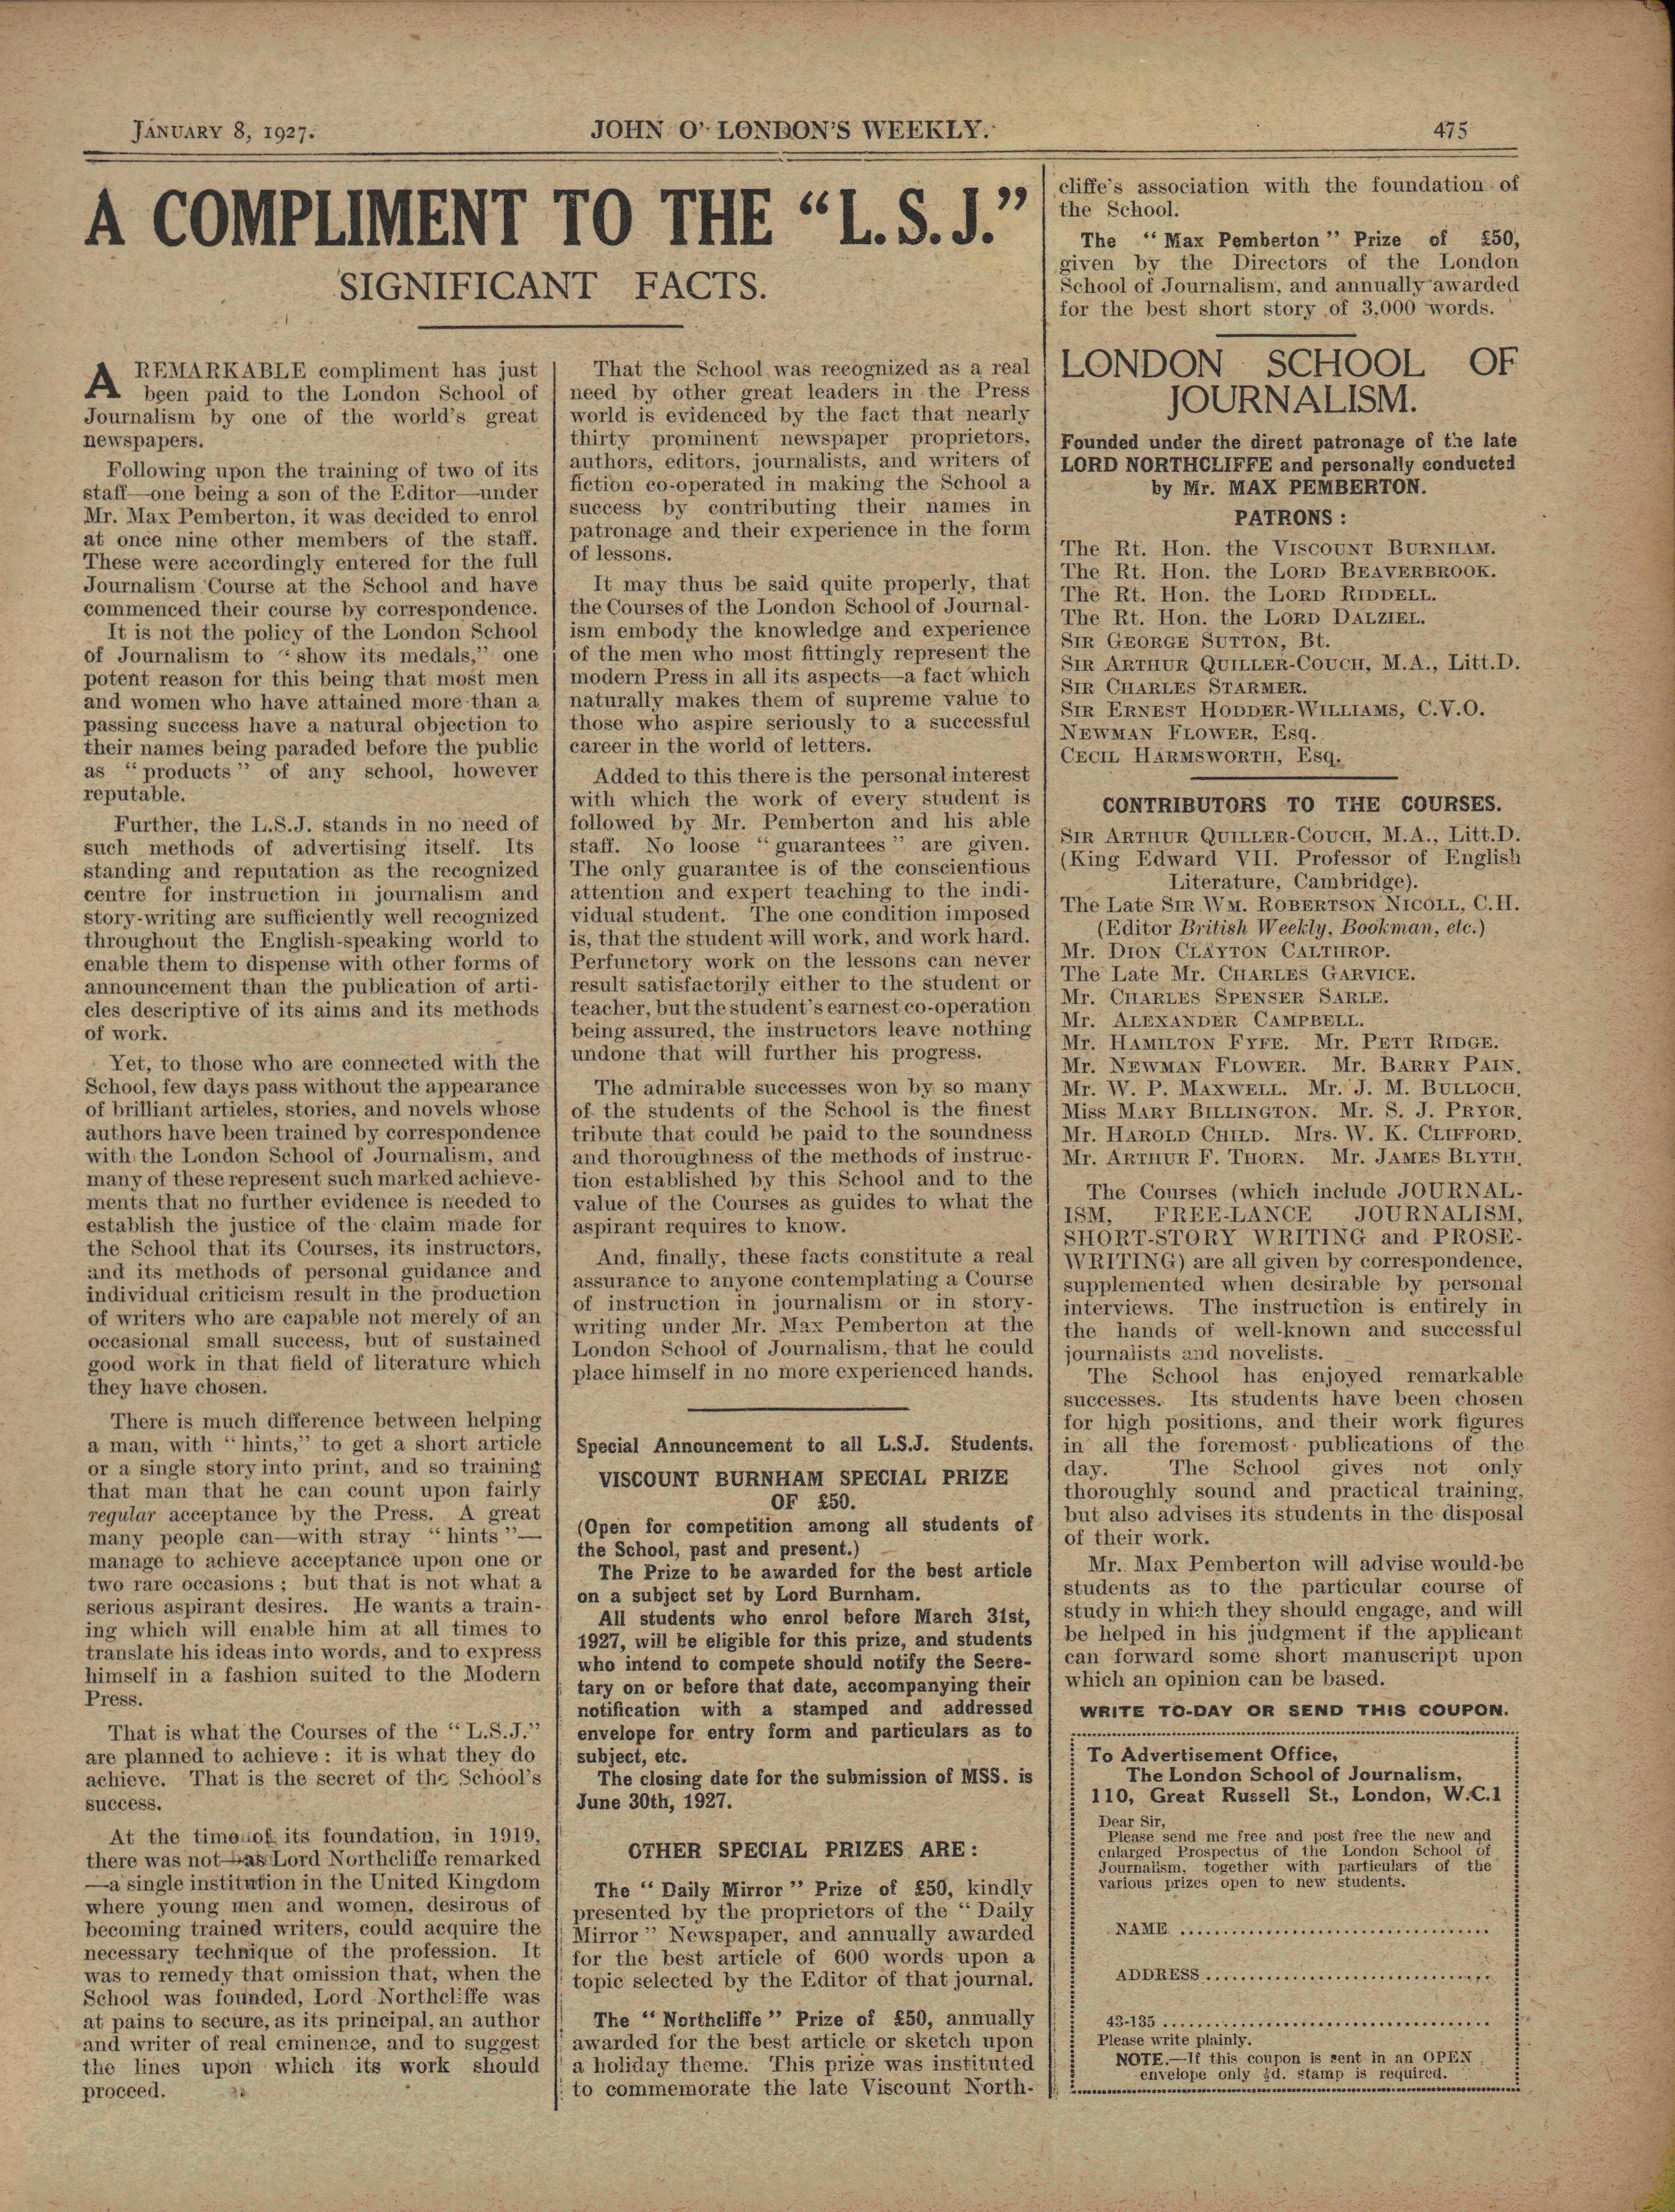 JANUARY 8, 1927.
JOHN O' LONDON'S WEEKLY.
475
A COMPLIMENT TO THE “L.S.J.”
SIGNIFICANT FACTS.
A REMARKABLE compliment has just
been paid to the London School of
Journalism by one of the world's great
newspapers.
Following upon the training of two of its
staff—one being a son of the Editor—under
Mr. Max Pemberton, it was decided to enrol
at once nine other members of the staff.
These were accordingly entered for the full
Journalism Course at the School and have
commenced their course by correspondence.
It is not the policy of the London School
of Journalism to “show its medals,” one
potent reason for this being that most men
and women who have attained more than a
passing success have a natural objection to
their names being paraded before the public
as “products” of any school, however
reputable.
Further, the L.S.J. stands in no need of
such methods of advertising itself. Its
standing and reputation as the recognized
centre for instruction in journalism and
story-writing are sufficiently well recognized
throughout the English-speaking world to
enable them to dispense with other forms of
announcement than the publication of arti-
cles descriptive of its aims and its methods
of work.
Yet, to those who are connected with the
School, few days pass without the appearance
of brilliant articles, stories, and novels whose
authors have been trained by correspondence
with the London School of Journalism, and
many of these represent such marked achieve-
ments that no further evidence is needed to
establish the justice of the claim made for
the School that its Courses, its instructors,
and its methods of personal guidance and
individual criticism result in the production
of writers who are capable not merely of an
occasional small success, but of sustained
good work in that field of literature which
they have chosen.
There is much difference between helping
a man, with “hints,” to get a short article
or a single story into print, and so training
that man that he can count upon fairly
regular acceptance by the Press. A great
many people can—with stray “hints”—
manage to achieve acceptance upon one or
two rare occasions; but that is not what a
serious aspirant desires. He wants a train-
ing which will enable him at all times to
translate his ideas into words, and to express
himself in a fashion suited to the Modern
Press.
That is what the Courses of the “L.S.J.”
are planned to achieve: it is what they do
achieve. That is the secret of the School's
success.
At the time of its foundation, in 1919,
there was not—as Lord Northcliffe remarked
—a single institution in the United Kingdom
where young men and women, desirous of
becoming trained writers, could acquire the
necessary technique of the profession. It
was to remedy that omission that, when the
School was founded, Lord Northcliffe was
at pains to secure, as its principal, an author
and writer of real eminence, and to suggest
the lines upon which its work should
proceed.
That the School was recognized as a real
need by other great leaders in the Press
world is evidenced by the fact that nearly
thirty prominent newspaper proprietors,
authors, editors, journalists, and writers of
fiction co-operated in making the School a
success by contributing their names in
patronage and their experience in the form
of lessons.
It may thus be said quite properly, that
the Courses of the London School of Journal-
ism embody the knowledge and experience
of the men who most fittingly represent the
modern Press in all its aspects—a fact which
naturally makes them of supreme value to
those who aspire seriously to a successful
career in the world of letters.
Added to this there is the personal interest
with which the work of every student is
followed by Mr. Pemberton and his able
staff. No loose “guarantees” are given.
The only guarantee is of the conscientious
attention and expert teaching to the indi-
vidual student. The one condition imposed
is, that the student will work, and work hard.
Perfunctory work on the lessons can never
result satisfactorily either to the student or
teacher, but the student's earnest co-operation
being assured, the instructors leave nothing
undone that will further his progress.
The admirable successes won by so many
of the students of the School is the finest
tribute that could be paid to the soundness
and thoroughness of the methods of instruc-
tion established by this School and to the
value of the Courses as guides to what the
aspirant requires to know.
And, finally, these facts constitute a real
assurance to anyone contemplating a Course
of instruction in journalism or in story-
writing under Mr. Max Pemberton at the
London School of Journalism, that he could
place himself in no more experienced hands.
Special Announcement to all L.S.J. Students.
VISCOUNT BURNHAM SPECIAL PRIZE
OF £50.
(Open for competition among all students of
the School, past and present.)
The Prize to be awarded for the best article
on a subject set by Lord Burnham.
All students who enrol before March 31st,
1927, will be eligible for this prize, and students
who intend to compete should notify the Secre-
tary on or before that date, accompanying their
notification with a stamped and addressed
envelope for entry form and particulars as to
subject, etc.
The closing date for the submission of MSS. is
June 30th, 1927.
OTHER SPECIAL PRIZES ARE:
The “Daily Mirror” Prize of £50, kindly
presented by the proprietors of the “Daily
Mirror” Newspaper, and annually awarded
for the best article of 600 words upon a
topic selected by the Editor of that journal.
The “Northcliffe” Prize of £50, annually
awarded for the best article or sketch upon
a holiday theme. This prize was instituted
to commemorate the late Viscount North-
cliffe's association with the foundation of
the School.
The “Max Pemberton” Prize of £50,
given by the Directors of the London
School of Journalism, and annually awarded
for the best short story of 3,000 words.
LONDON SCHOOL OF
JOURNALISM.
Founded under the direct patronage of the late
LORD NORTHCLIFFE and personally conducted
by Mr. MAX PEMBERTON.
PATRONS:
The Rt. Hon. the VISCOUNT BURNHAM.
The Rt. Hon. the LORD BEAVERBROOK.
The Rt. Hon. the LORD RIDDELL.
The Rt. Hon. the LORD DALZIEL.
SIR GEORGE SUTTON, Bt.
SIR ARTHUR QUILLER-COUCH, M.A., Litt.D.
SIR CHARLES STARMER.
SIR ERNEST HODDER-WILLIAMS, C.V.O.
NEWMAN FLOWER, Esq.
CECIL HARMSWORTH, Esq.
CONTRIBUTORS TO THE COURSES.
SIR ARTHUR QUILLER-COUCH, M.A., Litt.D.
(King Edward VII. Professor of English
Literature, Cambridge).
The Late SIR WM. ROBERTSON NICOLL, C.H.
(Editor British Weekly, Bookman, etc.)
Mr. DION CLAYTON CALTHROP.
The Late Mr. CHARLES GARVICE.
Mr. CHARLES SPENSER SARLE.
Mr. ALEXANDER CAMPBELL.
Mr. HAMILTON FYFE. Mr. PETT RIDGE.
Mr. NEWMAN FLOWER. Mr. BARRY PAIN.
Mr. W. P. MAXWELL. Mr. J. M. BULLOCH.
Miss MARY BILLINGTON. Mr. S. J. PRYOR.
Mr. HAROLD CHILD. Mrs. W. K. CLIFFORD.
Mr. ARTHUR F. THORN. Mr. JAMES BLYTH.
The Courses (which include JOURNAL-
ISM, FREE-LANCE JOURNALISM,
SHORT-STORY WRITING and PROSE-
WRITING) are all given by correspondence,
supplemented when desirable by personal
interviews. The instruction is entirely in
the hands of well-known and successful
journalists and novelists.
The School has enjoyed remarkable
successes. Its students have been chosen
for high positions, and their work figures
in all the foremost publications of the
day. The School gives not only
thoroughly sound and practical training,
but also advises its students in the disposal
of their work.
Mr. Max Pemberton will advise would-be
students as to the particular course of
study in which they should engage, and will
be helped in his judgment if the applicant
can forward some short manuscript upon
which an opinion can be based.
WRITE TO-DAY OR SEND THIS COUPON.
To Advertisement Office,
The London School of Journalism,
110, Great Russell St., London, W.C.1
Dear Sir,
Please send me free and post free the new and
enlarged Prospectus of the London School of
Journalism, together with particulars of the
various prizes open to new students.
NAME
ADDRESS
43-135
Please write plainly.
NOTE.—If this coupon is sent in an OPEN
envelope only ½d. stamp is required.